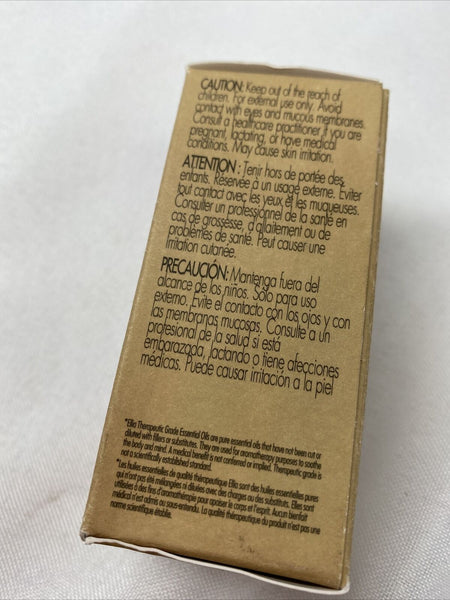 CAUTION: Keep out of the reach of
children. For external use only. Avoid
contact with eyes and mucous membranes.
Consult a healthcare practitioner if you are
pregnant, lactating, or have medical
conditions. May cause skin irritation.
ATTENTION : Tenir hors de portée des
enfants. Réservée à un usage externe. Éviter
tout contact avec les yeux et les muqueuses.
Consulter un professionnel de la santé en
cas de grossesse, d'allaitement ou de
problèmes de santé. Peut causer une
irritation cutanée.
PRECAUCIÓN: Mantenga fuera del
alcance de los niños. Sólo para uso
externo. Evite el contacto con los ojos y con
las membranas mucosas. Consulte a un
profesional de la salud si está
embarazada, lactando o tiene afecciones
médicas. Puede causar irritación a la piel
*Ellia Therapeutic Grade Essential Oils are pure essential oils that have not been cut or
diluted with fillers or substitutes. They are used for aromatherapy purposes to soothe
the body and mind. A medical benefit is not confirmed or implied. Therapeutic grade is
not a scientifically established standard.
*Les huiles essentielles de qualité thérapeutique Ellia sont des huiles essentielles pures
qui n'ont pas été mélangées ni diluées avec des charges ou des substituts. Elles sont
utilisées à des fins d'aromathérapie pour apaiser le corps et l'esprit. Aucun bienfait
médical n'est admis ou sous-entendu. La qualité thérapeutique du produit n'est pas une
norme scientifique établie.